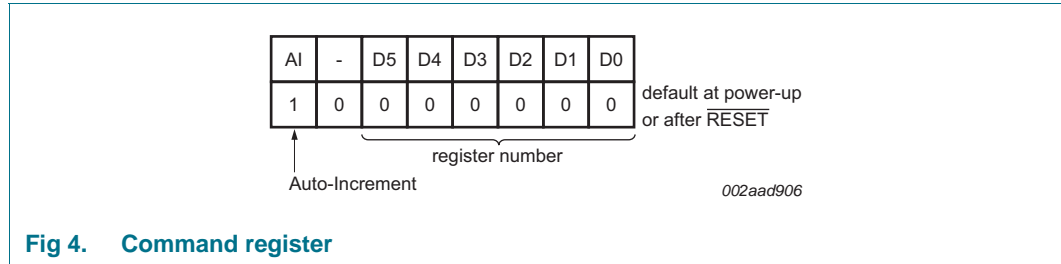 AI - D5 D4 D3 D2 D1 D0
1 0 0 0 0 0 0 0
default at power-up
or after RESET
register number
Auto-Increment
002aad906
Fig 4. Command register